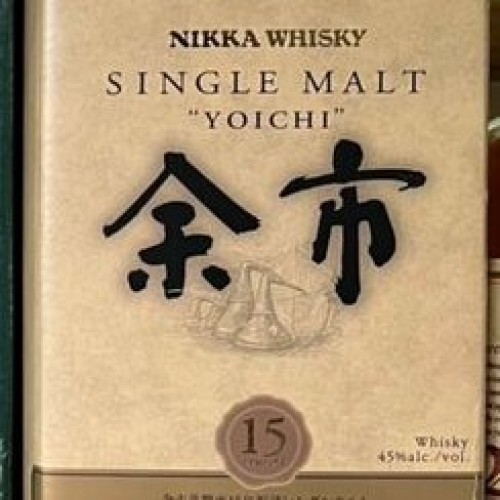 NIKKA WHISKY
SINGLE MALT
"YOICHI"
余市
15
Whisky
45%alc./vol.